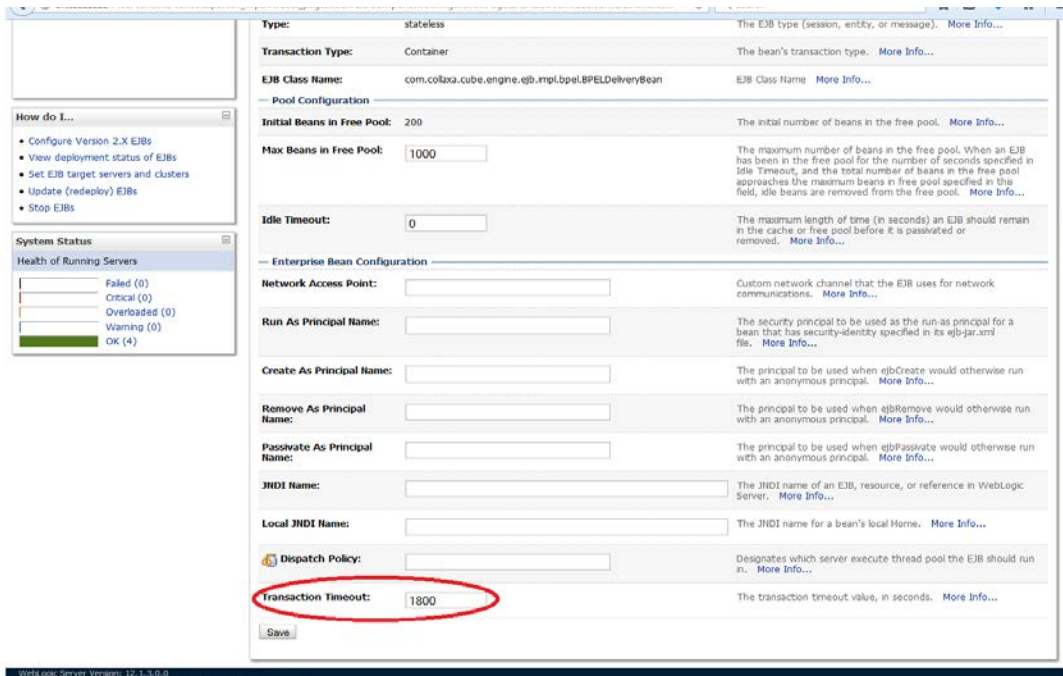 Type:
stateless
The EJB type (session, entity, or message). More Info...
Transaction Type:
Container
The bean's transaction type. More Info...
EJB Class Name:
com.collaxa.cube.engine.ejb.impl.bpel.BPELDeliveryBean
EJB Class Name More Info...
Pool Configuration
Initial Beans in Free Pool:
200
The initial number of beans in the free pool. More Info...
Max Beans in Free Pool:
1000
The maximum number of beans in the free pool. When an EJB
has been in the free pool for the number of seconds specified in
Idle Timeout, and the total number of beans in the free pool
approaches the maximum beans in free pool specified in this
field, idle beans are removed from the free pool. More Info...
Idle Timeout:
0
The maximum length of time (in seconds) an EJB should remain
in the cache or free pool before it is passivated or
removed. More Info...
Enterprise Bean Configuration
Network Access Point:
Custom network channel that the EJB uses for network
communications. More Info...
Run As Principal Name:
The security principal to be used as the run-as principal for a
bean that has security-identity specified in its ejb-jar.xml
file. More Info...
Create As Principal Name:
The principal to be used when ejbCreate would otherwise run
with an anonymous principal. More Info...
Remove As Principal
Name:
The principal to be used when ejbRemove would otherwise run
with an anonymous principal. More Info...
Passivate As Principal
Name:
The principal to be used when ejbPassivate would otherwise run
with an anonymous principal. More Info...
JNDI Name:
The JNDI name of an EJB, resource, or reference in WebLogic
Server. More Info...
Local JNDI Name:
The JNDI name for a bean's local Home. More Info...
Dispatch Policy:
Designates which server execute thread pool the EJB should run
in. More Info...
Transaction Timeout:
1800
The transaction timeout value, in seconds. More Info...
Save
How do I...
• Configure Version 2.X EJBs
• View deployment status of EJBs
• Set EJB target servers and clusters
• Update (redeploy) EJBs
• Stop EJBs
System Status
Health of Running Servers
Failed (0)
Critical (0)
Overloaded (0)
Warning (0)
OK (4)
WebLogic Server Version: 12.1.3.0.0